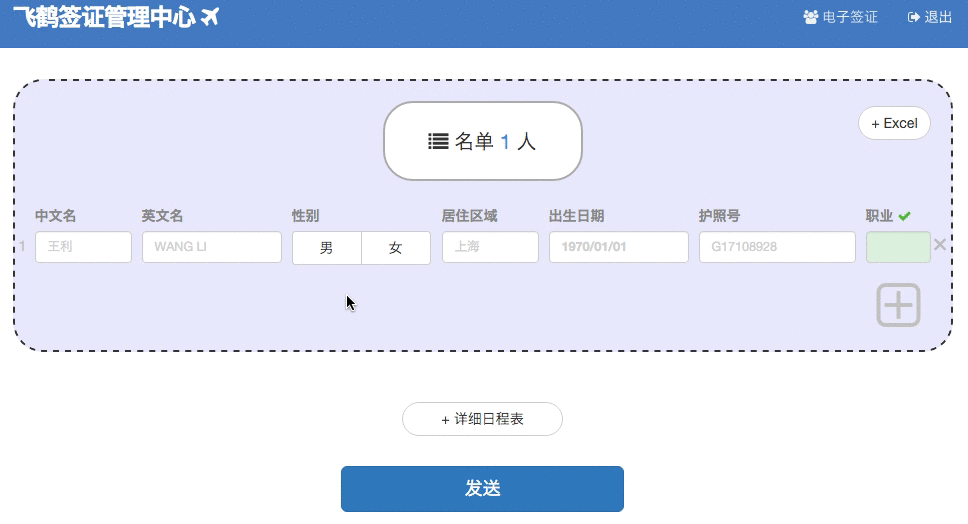 飞鹤签证管理中心
电子签证 退出
+ Excel
名单 1 人
中文名 英文名 性别 居住区域 出生日期 护照号 职业
1 王利 WANG LI 男 女 上海 1970/01/01 G17108928
+ 详细日程表
发送